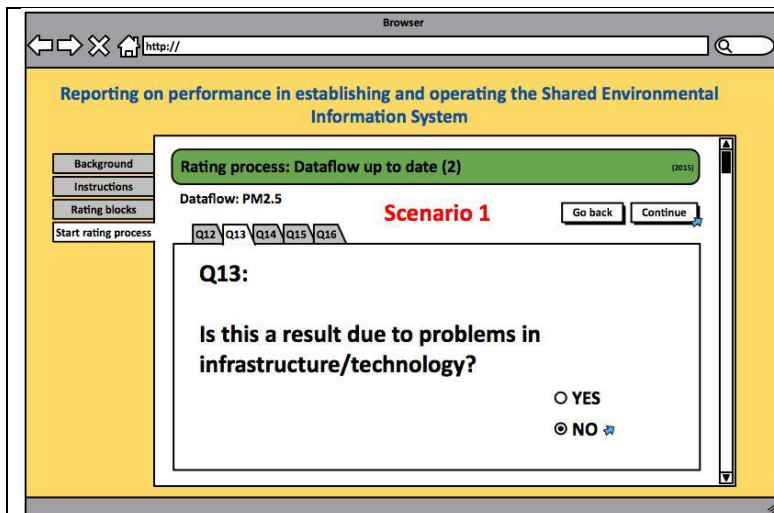 Browser
http://
Reporting on performance in establishing and operating the Shared Environmental
Information System
Background
Instructions
Rating blocks
Start rating process
Rating process: Dataflow up to date (2)
(2015)
Dataflow: PM2.5
Scenario 1
Go back
Continue
Q12 Q13 Q14 Q15 Q16
Q13:
Is this a result due to problems in
infrastructure/technology?
YES
NO